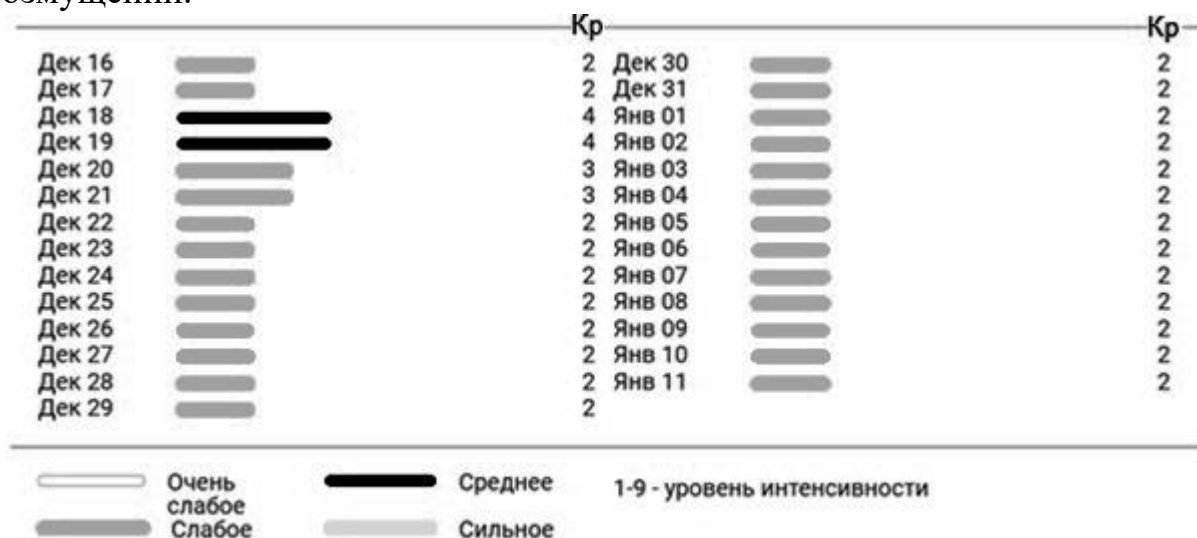 озмущений.
Кр Кр
Дек 16 2 Дек 30 2
Дек 17 2 Дек 31 2
Дек 18 4 Янв 01 2
Дек 19 4 Янв 02 2
Дек 20 3 Янв 03 2
Дек 21 3 Янв 04 2
Дек 22 2 Янв 05 2
Дек 23 2 Янв 06 2
Дек 24 2 Янв 07 2
Дек 25 2 Янв 08 2
Дек 26 2 Янв 09 2
Дек 27 2 Янв 10 2
Дек 28 2 Янв 11 2
Дек 29 2
Очень Среднее 1-9 - уровень интенсивности
слабое
Слабое Сильное